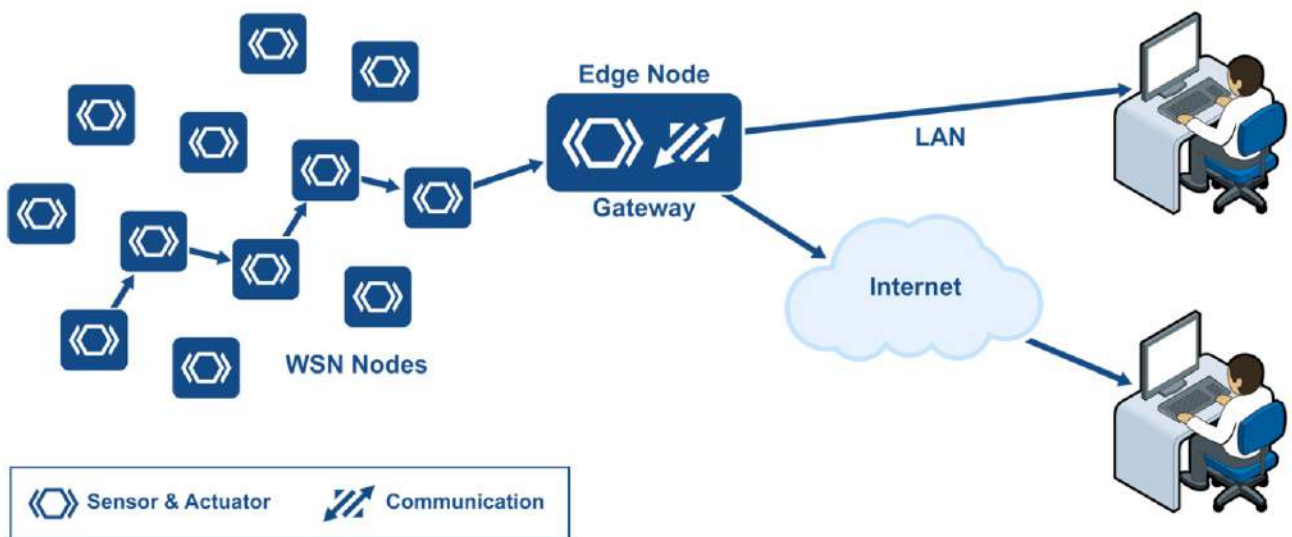 Edge Node
LAN
Gateway
Internet
WSN Nodes
Sensor & Actuator
Communication